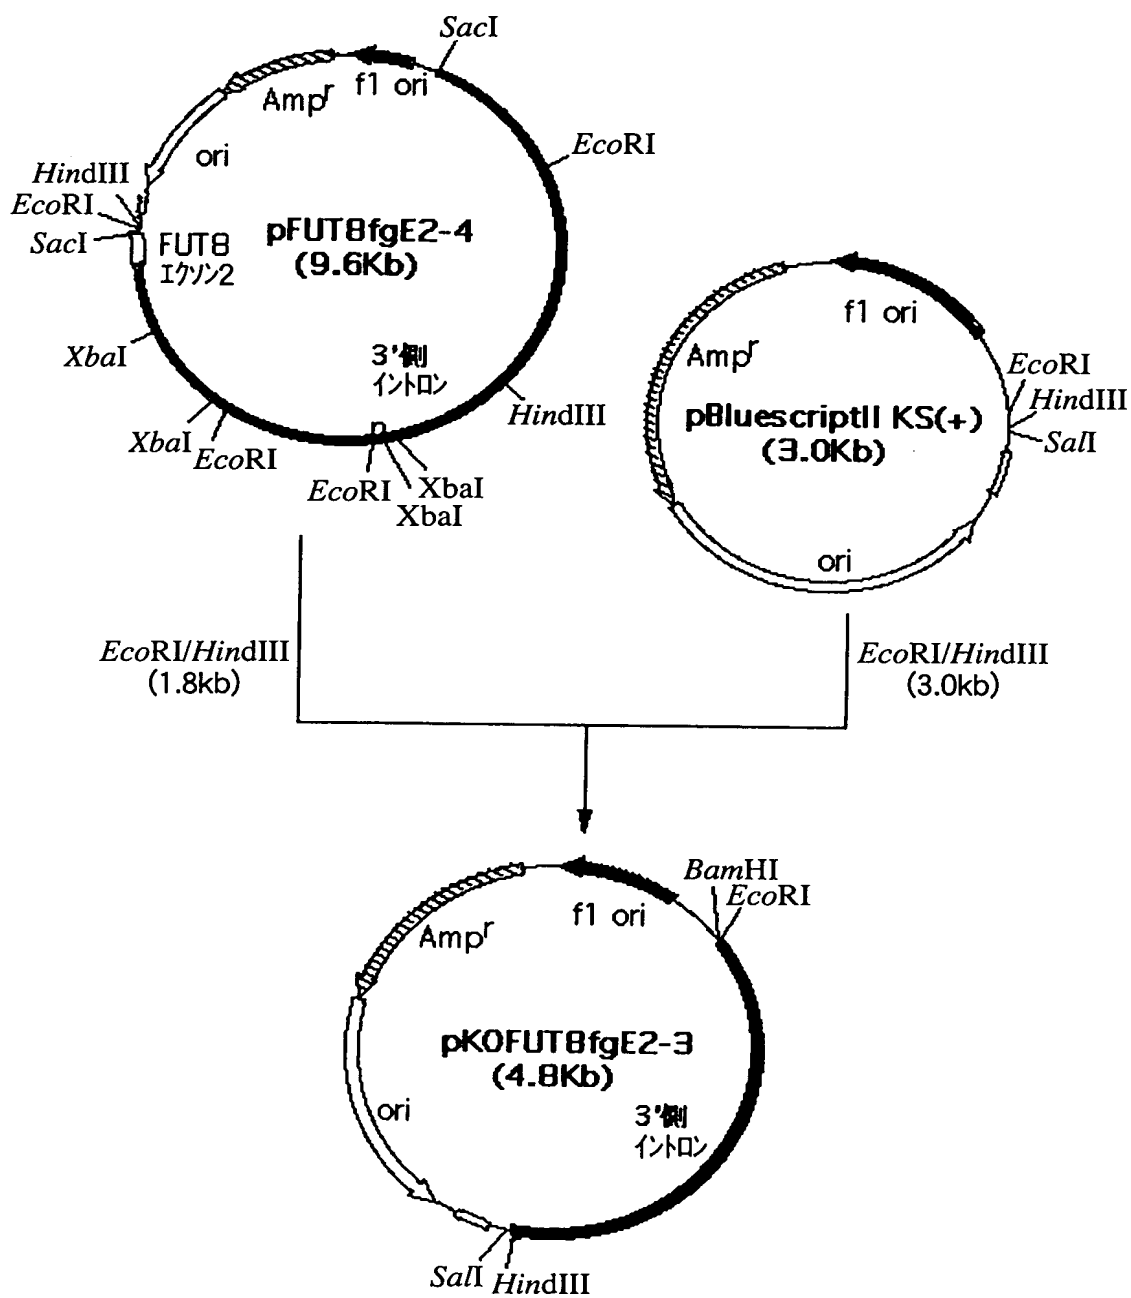 SacI
f1 ori
Ampʳ
EcoRI
ori
HindIII
EcoRI
SacI
FUT8
エクソン2
pFUT8fgE2-4
(9.6Kb)
XbaI
3'側
イントロン
HindIII
XbaI
EcoRI
EcoRI
XbaI
XbaI
f1 ori
Ampʳ
EcoRI
HindIII
SalI
pBluescriptII KS(+)
(3.0Kb)
ori
EcoRI/HindIII
(1.8kb)
EcoRI/HindIII
(3.0kb)
BamHI
EcoRI
f1 ori
Ampʳ
pKOFUT8fgE2-3
(4.8Kb)
ori
3'側
イントロン
SalI
HindIII